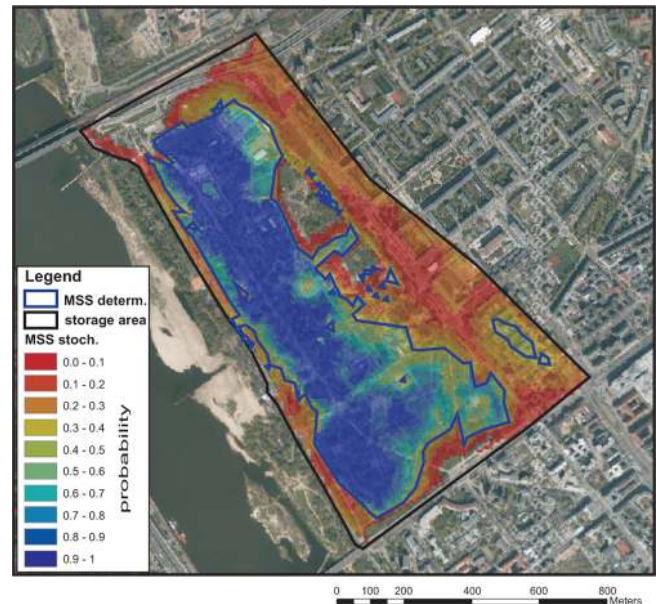 Legend
MSS determ.
storage area
MSS stoch.
0.0 - 0.1
0.1 - 0.2
0.2 - 0.3
0.3 - 0.4
0.4 - 0.5
0.5 - 0.6
0.6 - 0.7
0.7 - 0.8
0.8 - 0.9
0.9 - 1
probability
0 100 200 400 600 800
Meters